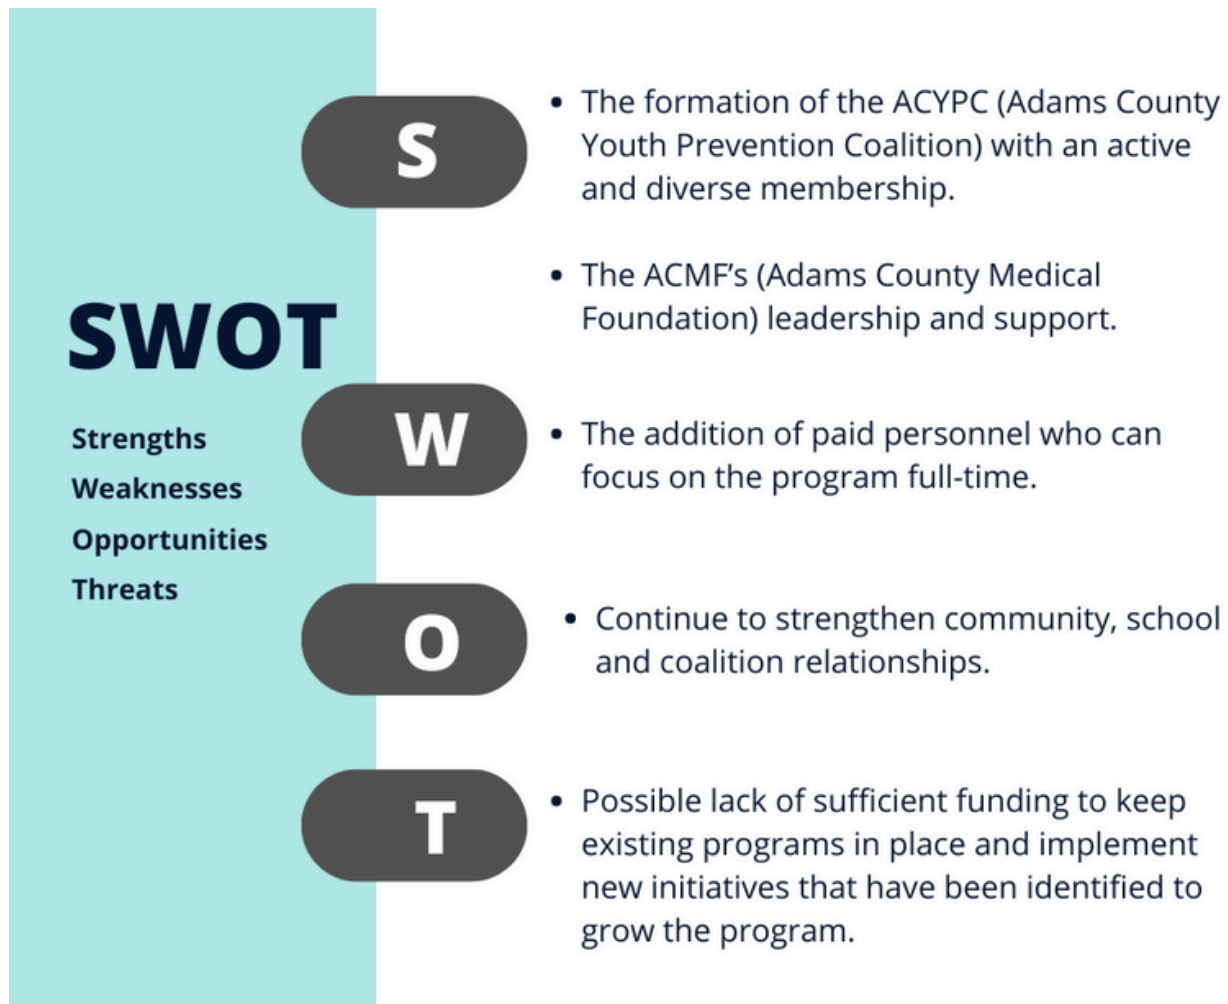 SWOT
Strengths
Weaknesses
Opportunities
Threats
S
• The formation of the ACYPC (Adams County
Youth Prevention Coalition) with an active
and diverse membership.
• The ACMF’s (Adams County Medical
Foundation) leadership and support.
W
• The addition of paid personnel who can
focus on the program full-time.
O
• Continue to strengthen community, school
and coalition relationships.
T
• Possible lack of sufficient funding to keep
existing programs in place and implement
new initiatives that have been identified to
grow the program.